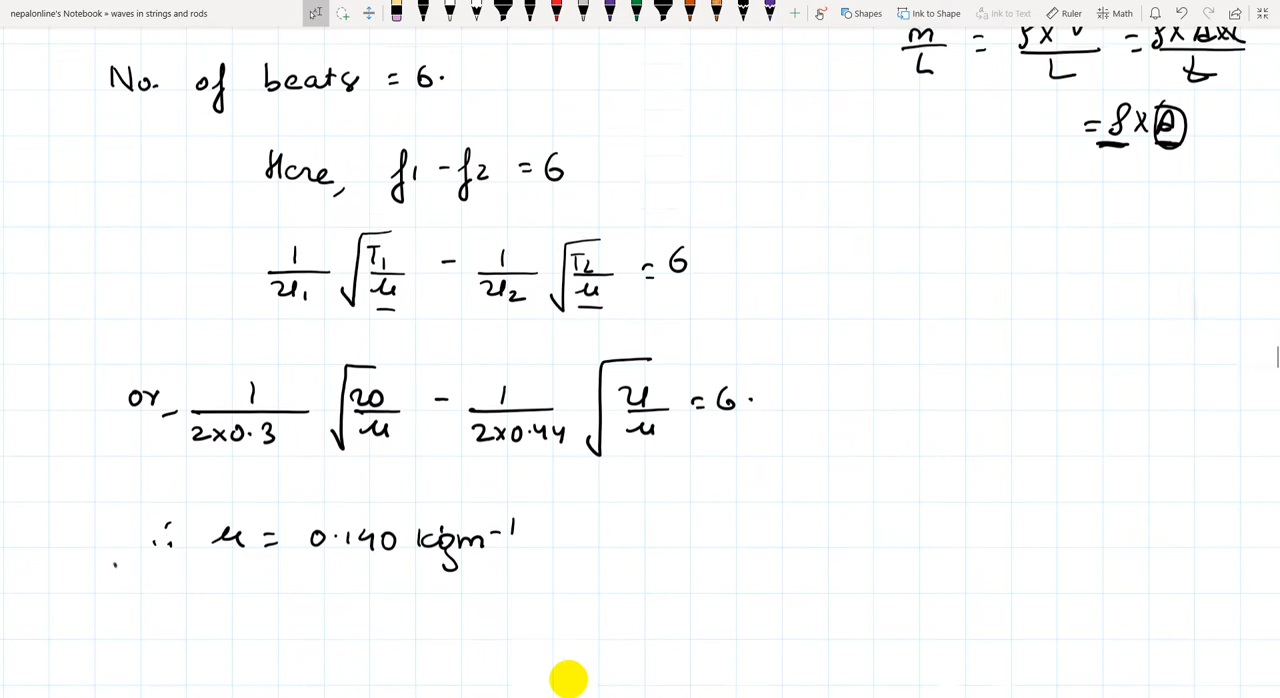 nepalonline's Notebook » waves in strings and rods
Shapes Ink to Shape Ink to Text Ruler Math
m/L = ρ×V/L = ρ×A×L/L
= ρ×A
No. of beats = 6.
Here, f1 - f2 = 6
1/2l1 √T1/μ - 1/2l2 √T2/μ = 6
or, 1/2×0.3 √20/μ - 1/2×0.44 √21/μ = 6.
∴ μ = 0.140 kgm-1